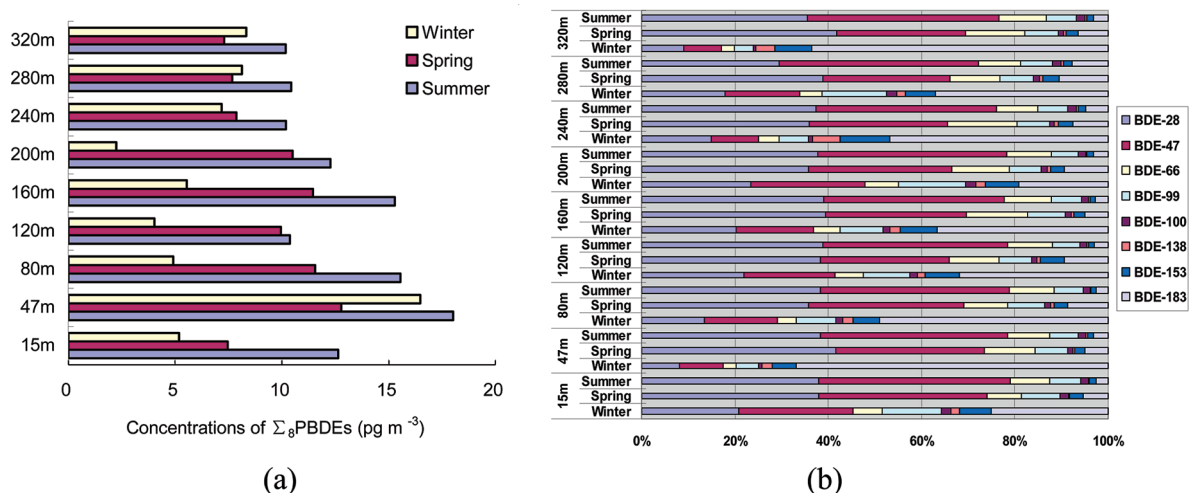 320m
280m
240m
200m
160m
120m
80m
47m
15m
Winter
Spring
Summer
0 5 10 15 20
Concentrations of Σ₈PBDEs (pg m⁻³)
(a)
320m
Summer
Spring
Winter
280m
Summer
Spring
Winter
240m
Summer
Spring
Winter
200m
Summer
Spring
Winter
160m
Summer
Spring
Winter
120m
Summer
Spring
Winter
80m
Summer
Spring
Winter
47m
Summer
Spring
Winter
15m
Summer
Spring
Winter
0% 20% 40% 60% 80% 100%
BDE-28
BDE-47
BDE-66
BDE-99
BDE-100
BDE-138
BDE-153
BDE-183
(b)